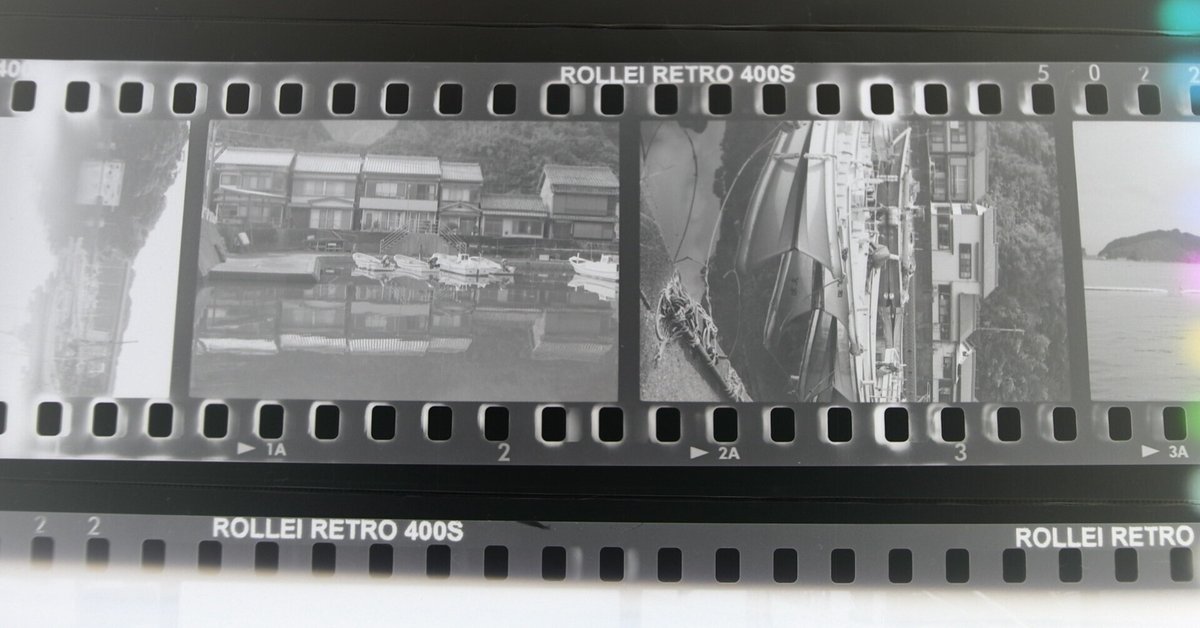 40
ROLLEI RETRO 400S
5 0 2 2 2
1A 2 2A 3 3A
2 2 ROLLEI RETRO 400S ROLLEI RETRO